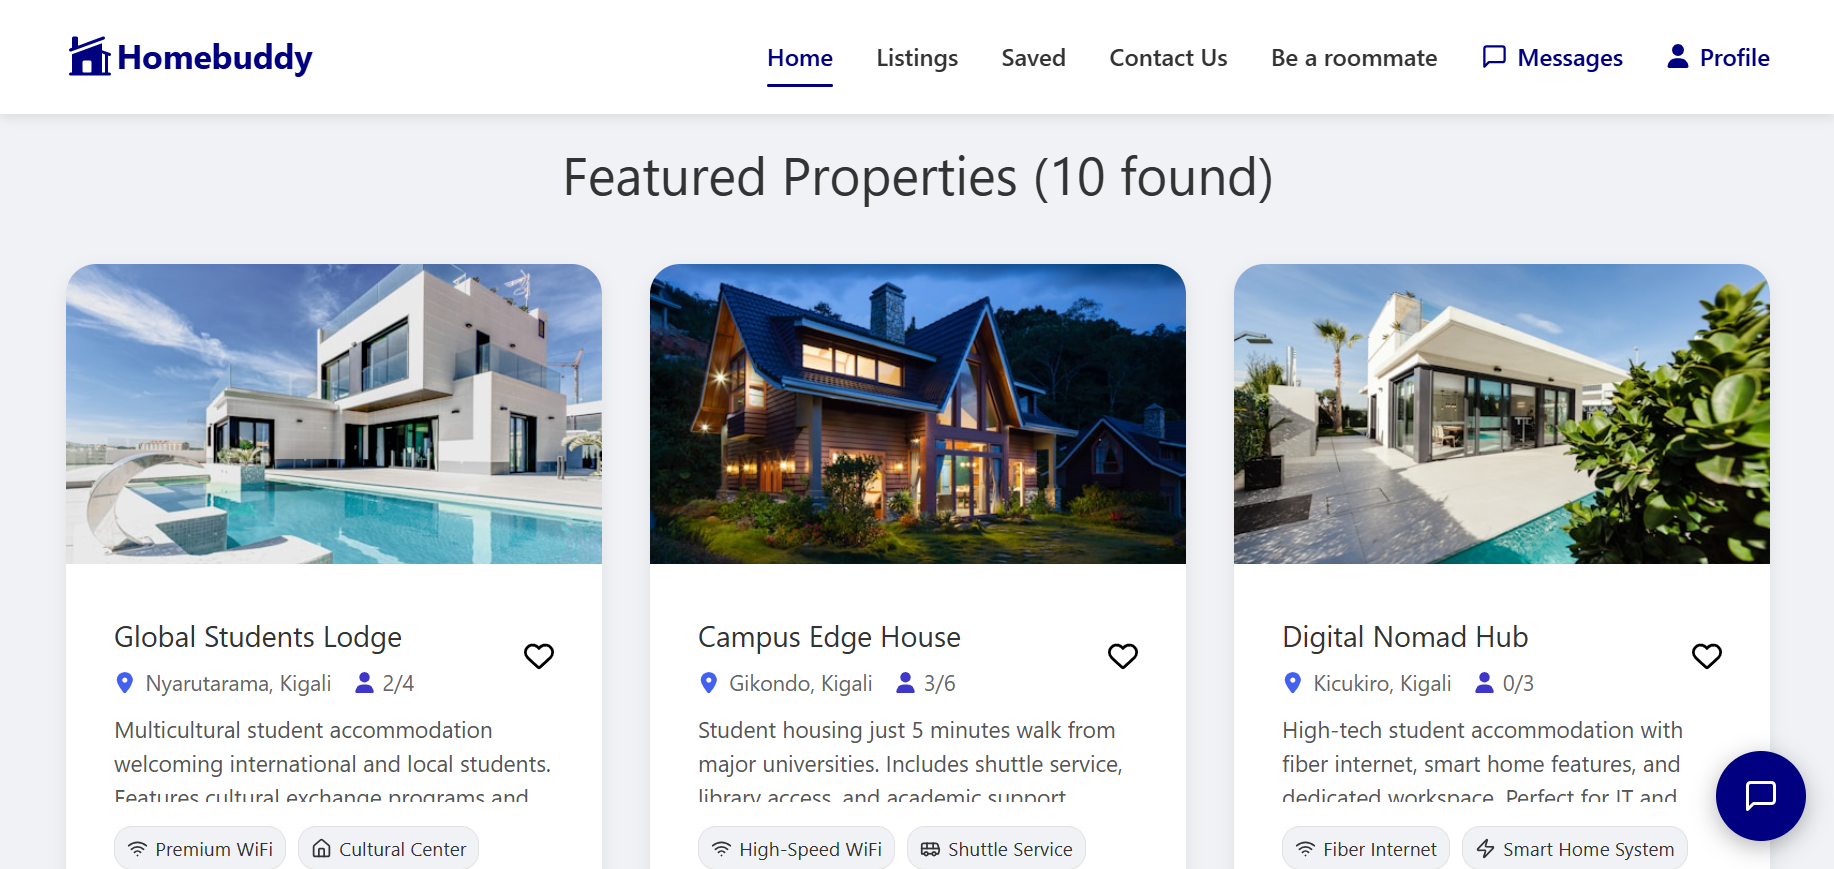 Homebuddy
Home Listings Saved Contact Us Be a roommate Messages Profile
Featured Properties (10 found)
Global Students Lodge
Nyarutarama, Kigali 2/4
Multicultural student accommodation
welcoming international and local students.
Features cultural exchange programs and
Premium WiFi Cultural Center
Campus Edge House
Gikondo, Kigali 3/6
Student housing just 5 minutes walk from
major universities. Includes shuttle service,
library access, and academic support
High-Speed WiFi Shuttle Service
Digital Nomad Hub
Kicukiro, Kigali 0/3
High-tech student accommodation with
fiber internet, smart home features, and
dedicated workspace. Perfect for IT and
Fiber Internet Smart Home System